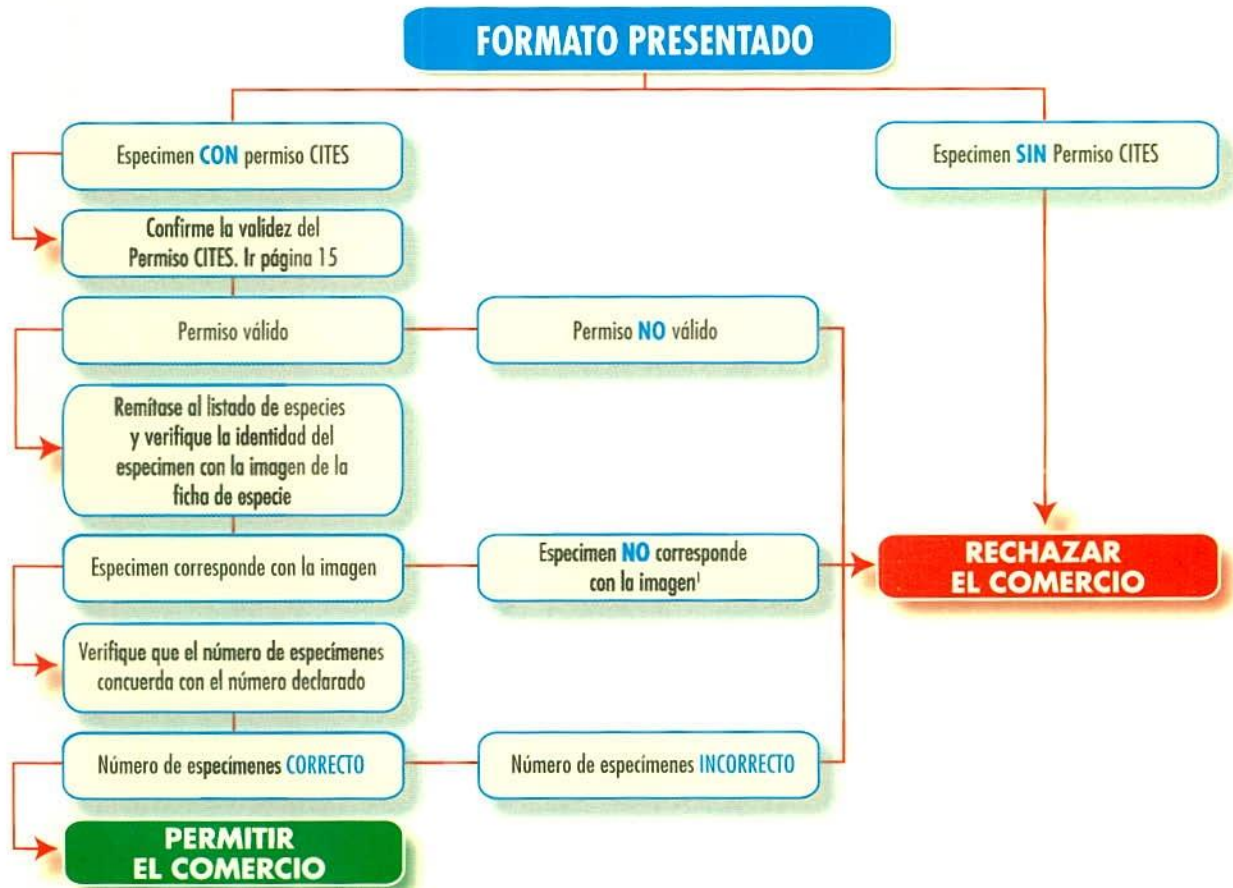 FORMATO PRESENTADO
Especimen CON permiso CITES
Especimen SIN Permiso CITES
Confirme la validez del
Permiso CITES. Ir página 15
Permiso válido
Permiso NO válido
Remítase al listado de especies
y verifique la identidad del
especimen con la imagen de la
ficha de especie
Especimen corresponde con la imagen
Especimen NO corresponde
con la imagen¹
RECHAZAR
EL COMERCIO
Verifique que el número de especímenes
concuerda con el número declarado
Número de especímenes CORRECTO
Número de especímenes INCORRECTO
PERMITIR
EL COMERCIO